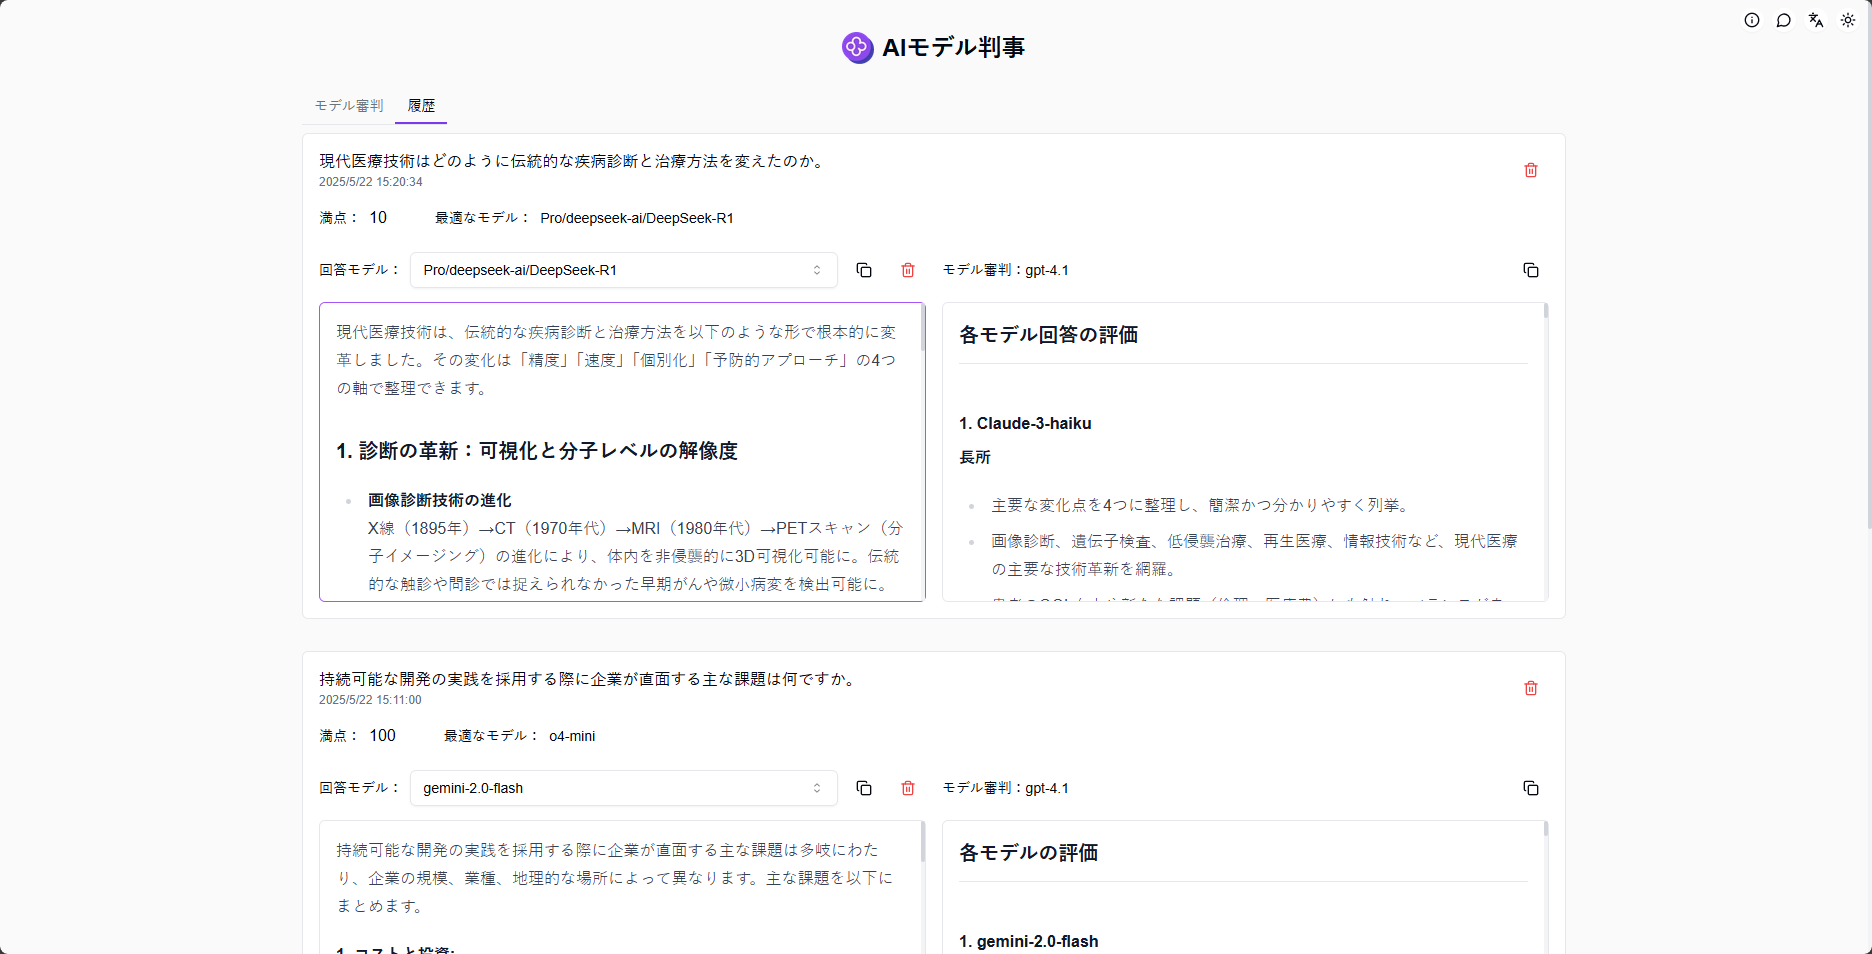 AIモデル判事
モデル審判 履歴
現代医療技術はどのように伝統的な疾病診断と治療方法を変えたのか。
2025/5/22 15:20:34
満点： 10 最適なモデル： Pro/deepseek-ai/DeepSeek-R1
回答モデル： Pro/deepseek-ai/DeepSeek-R1
モデル審判：gpt-4.1
現代医療技術は、伝統的な疾病診断と治療方法を以下のような形で根本的に変
革しました。その変化は「精度」「速度」「個別化」「予防的アプローチ」の4つ
の軸で整理できます。
1. 診断の革新：可視化と分子レベルの解像度
画像診断技術の進化
X線（1895年）→CT（1970年代）→MRI（1980年代）→PETスキャン（分
子イメージング）の進化により、体内を非侵襲的に3D可視化可能に。伝統
的な触診や問診では捉えられなかった早期がんや微小病変を検出可能に。
各モデル回答の評価
1. Claude-3-haiku
長所
主要な変化点を4つに整理し、簡潔かつ分かりやすく列挙。
画像診断、遺伝子検査、低侵襲治療、再生医療、情報技術など、現代医療
の主要な技術革新を網羅。
持続可能な開発の実践を採用する際に企業が直面する主な課題は何ですか。
2025/5/22 15:11:00
満点： 100 最適なモデル： o4-mini
回答モデル： gemini-2.0-flash
モデル審判：gpt-4.1
持続可能な開発の実践を採用する際に企業が直面する主な課題は多岐にわた
り、企業の規模、業種、地理的な場所によって異なります。主な課題を以下に
まとめます。
1. コストと投資:
各モデルの評価
1. gemini-2.0-flash